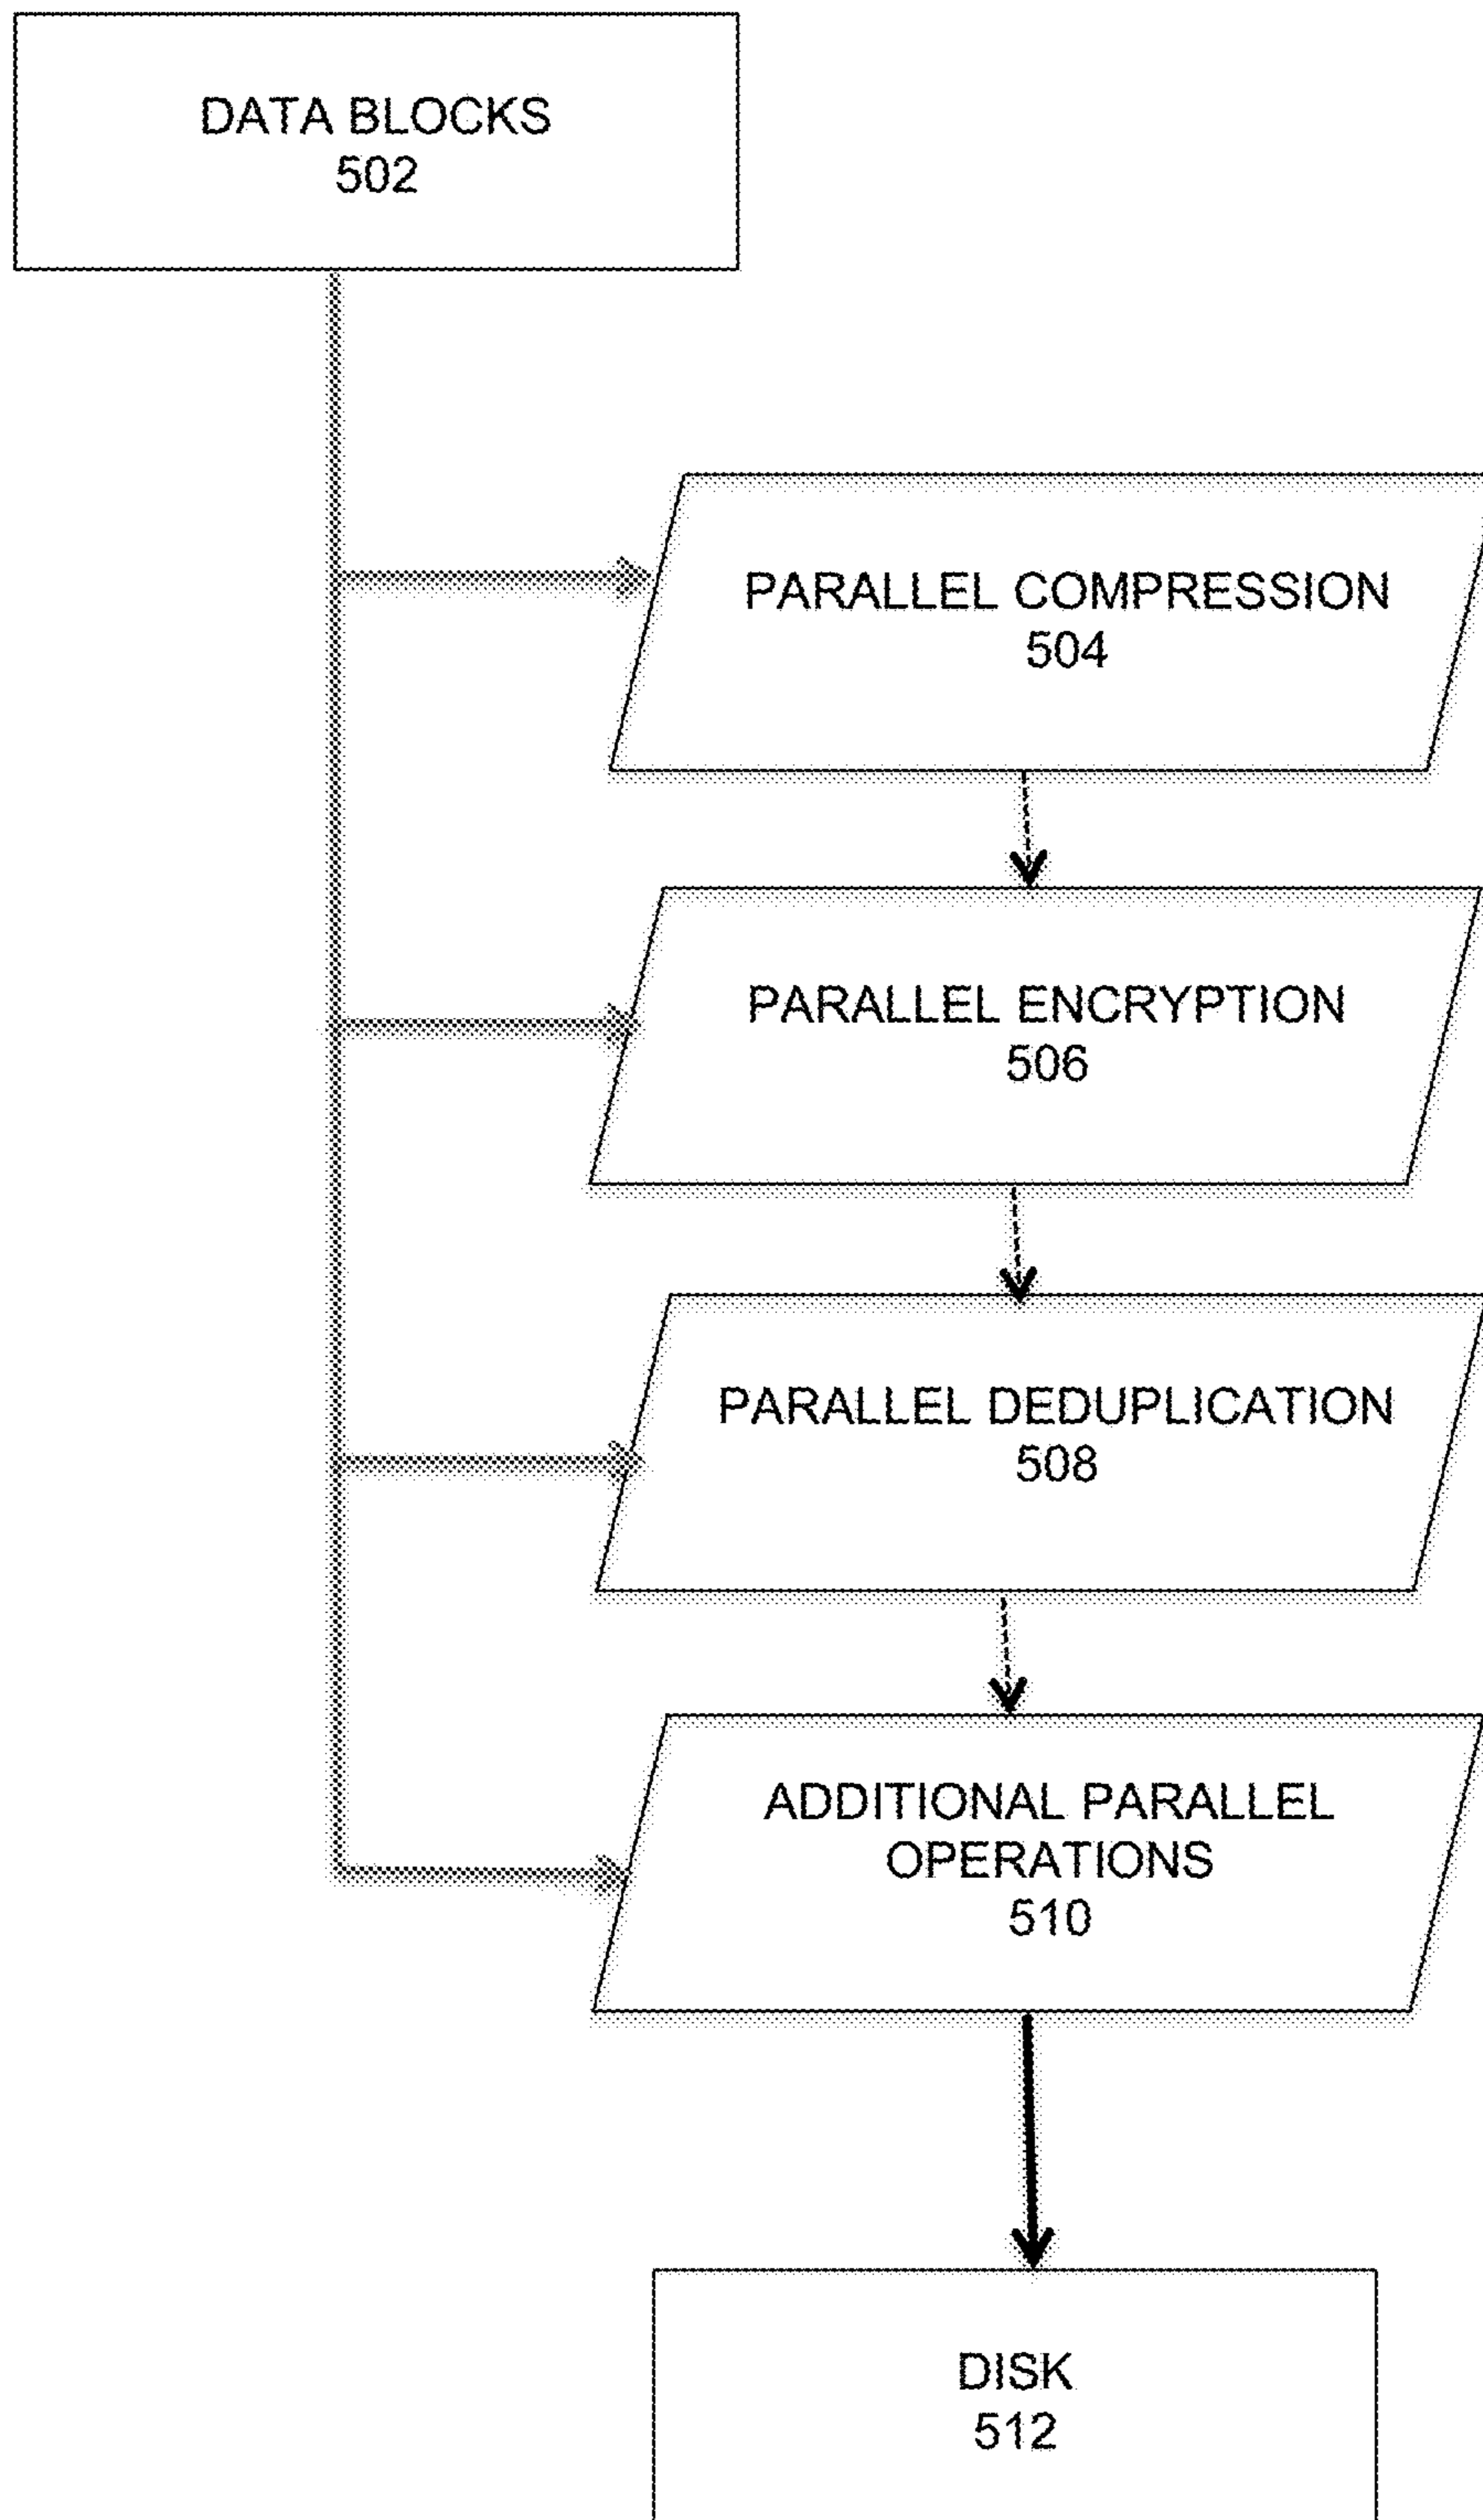 DATA BLOCKS
502
PARALLEL COMPRESSION
504
PARALLEL ENCRYPTION
506
PARALLEL DEDUPLICATION
508
ADDITIONAL PARALLEL
OPERATIONS
510
DISK
512